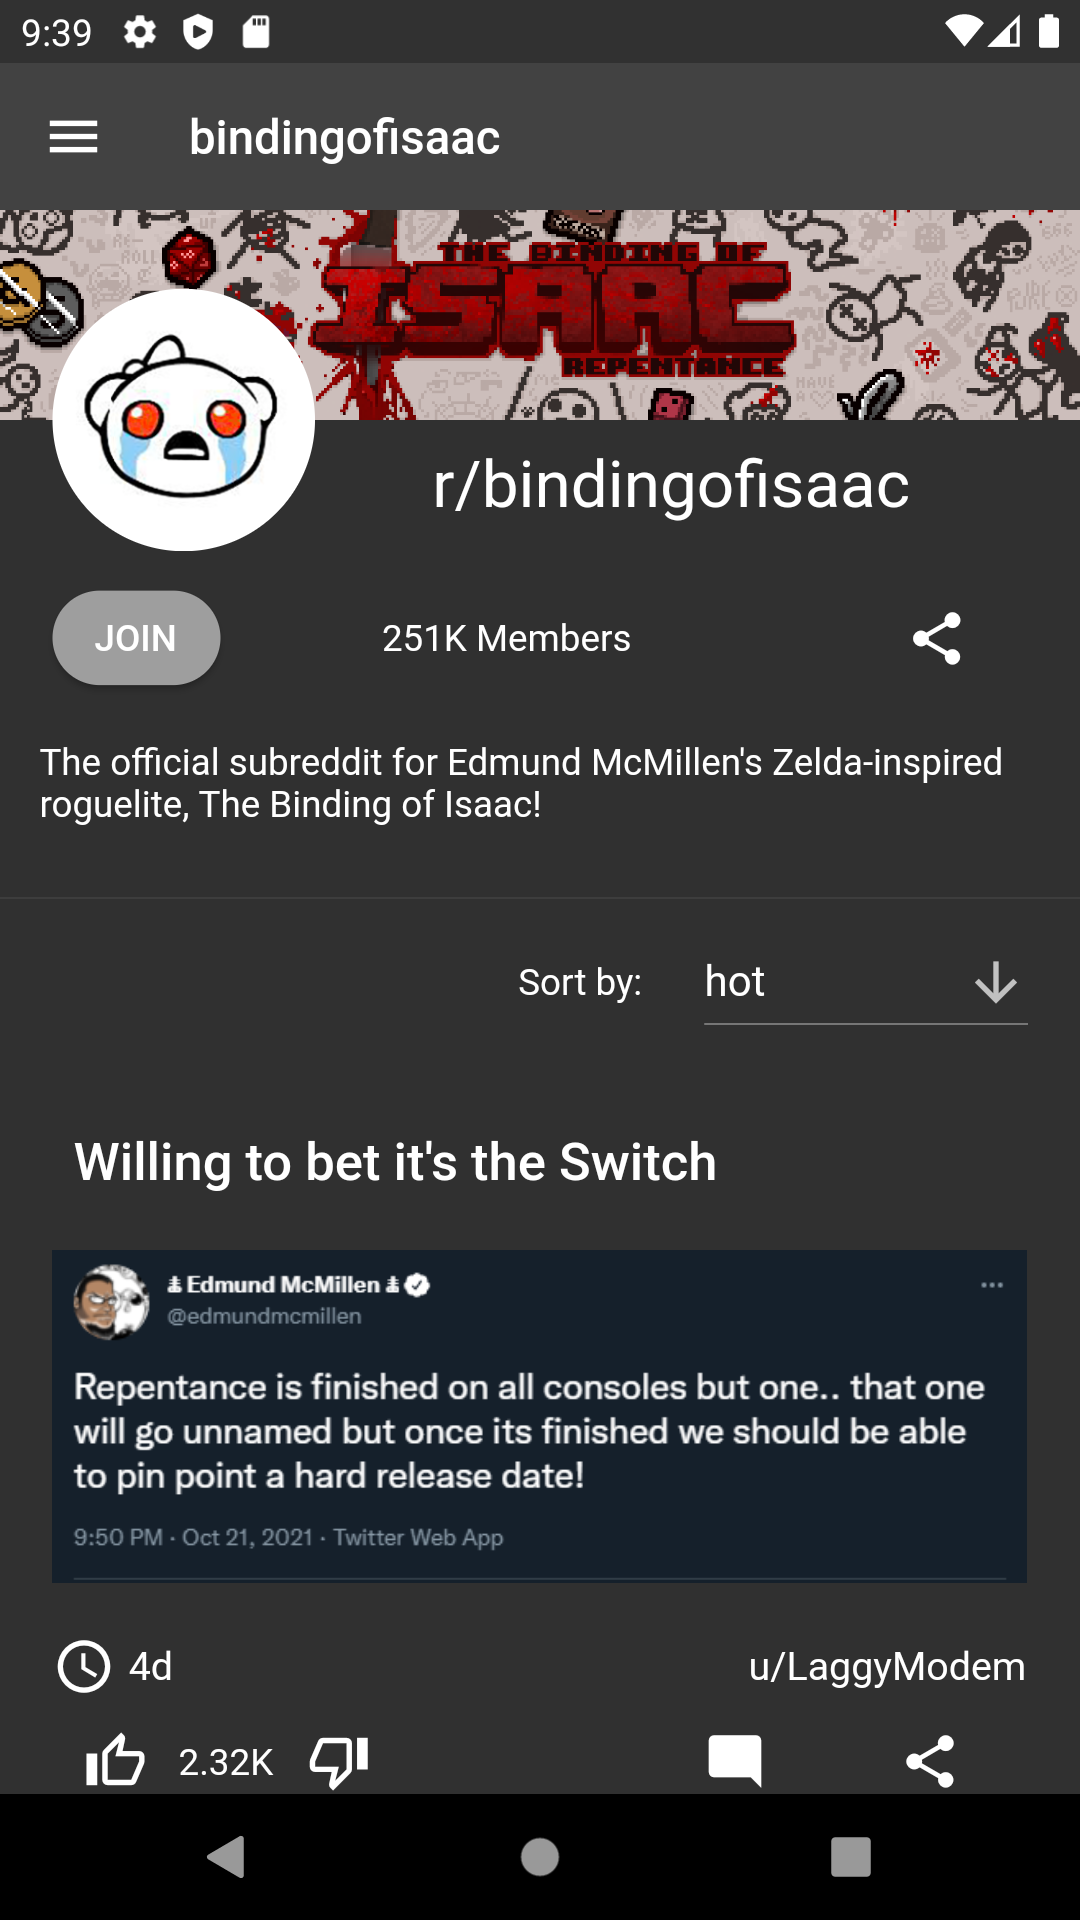 9:39
bindingofisaac
THE BINDING OF
ISAAC
REPENTANCE
r/bindingofisaac
JOIN
251K Members
The official subreddit for Edmund McMillen's Zelda-inspired
roguelite, The Binding of Isaac!
Sort by:
hot
Willing to bet it's the Switch
Edmund McMillen
@edmundmcmillen
Repentance is finished on all consoles but one.. that one
will go unnamed but once its finished we should be able
to pin point a hard release date!
9:50 PM · Oct 21, 2021 · Twitter Web App
4d
u/LaggyModem
2.32K